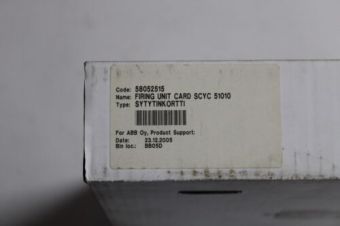 Code: 58052515
Name: FIRING UNIT CARD SCYC 51010
Type: SYTYTINKORTTI
For ABB Oy, Product Support:
Date: 23.12.2005
Bin loc.: BB05D